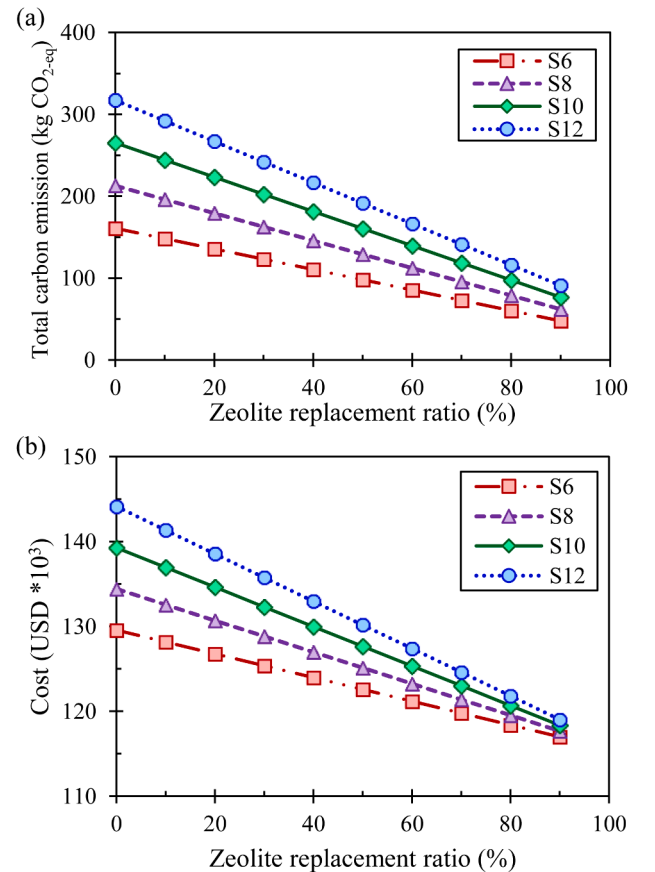 (a)
Total carbon emission (kg CO2-eq)
400
300
200
100
0
S6
S8
S10
S12
0 20 40 60 80 100
Zeolite replacement ratio (%)
(b)
Cost (USD *10³)
150
140
130
120
110
S6
S8
S10
S12
0 20 40 60 80 100
Zeolite replacement ratio (%)